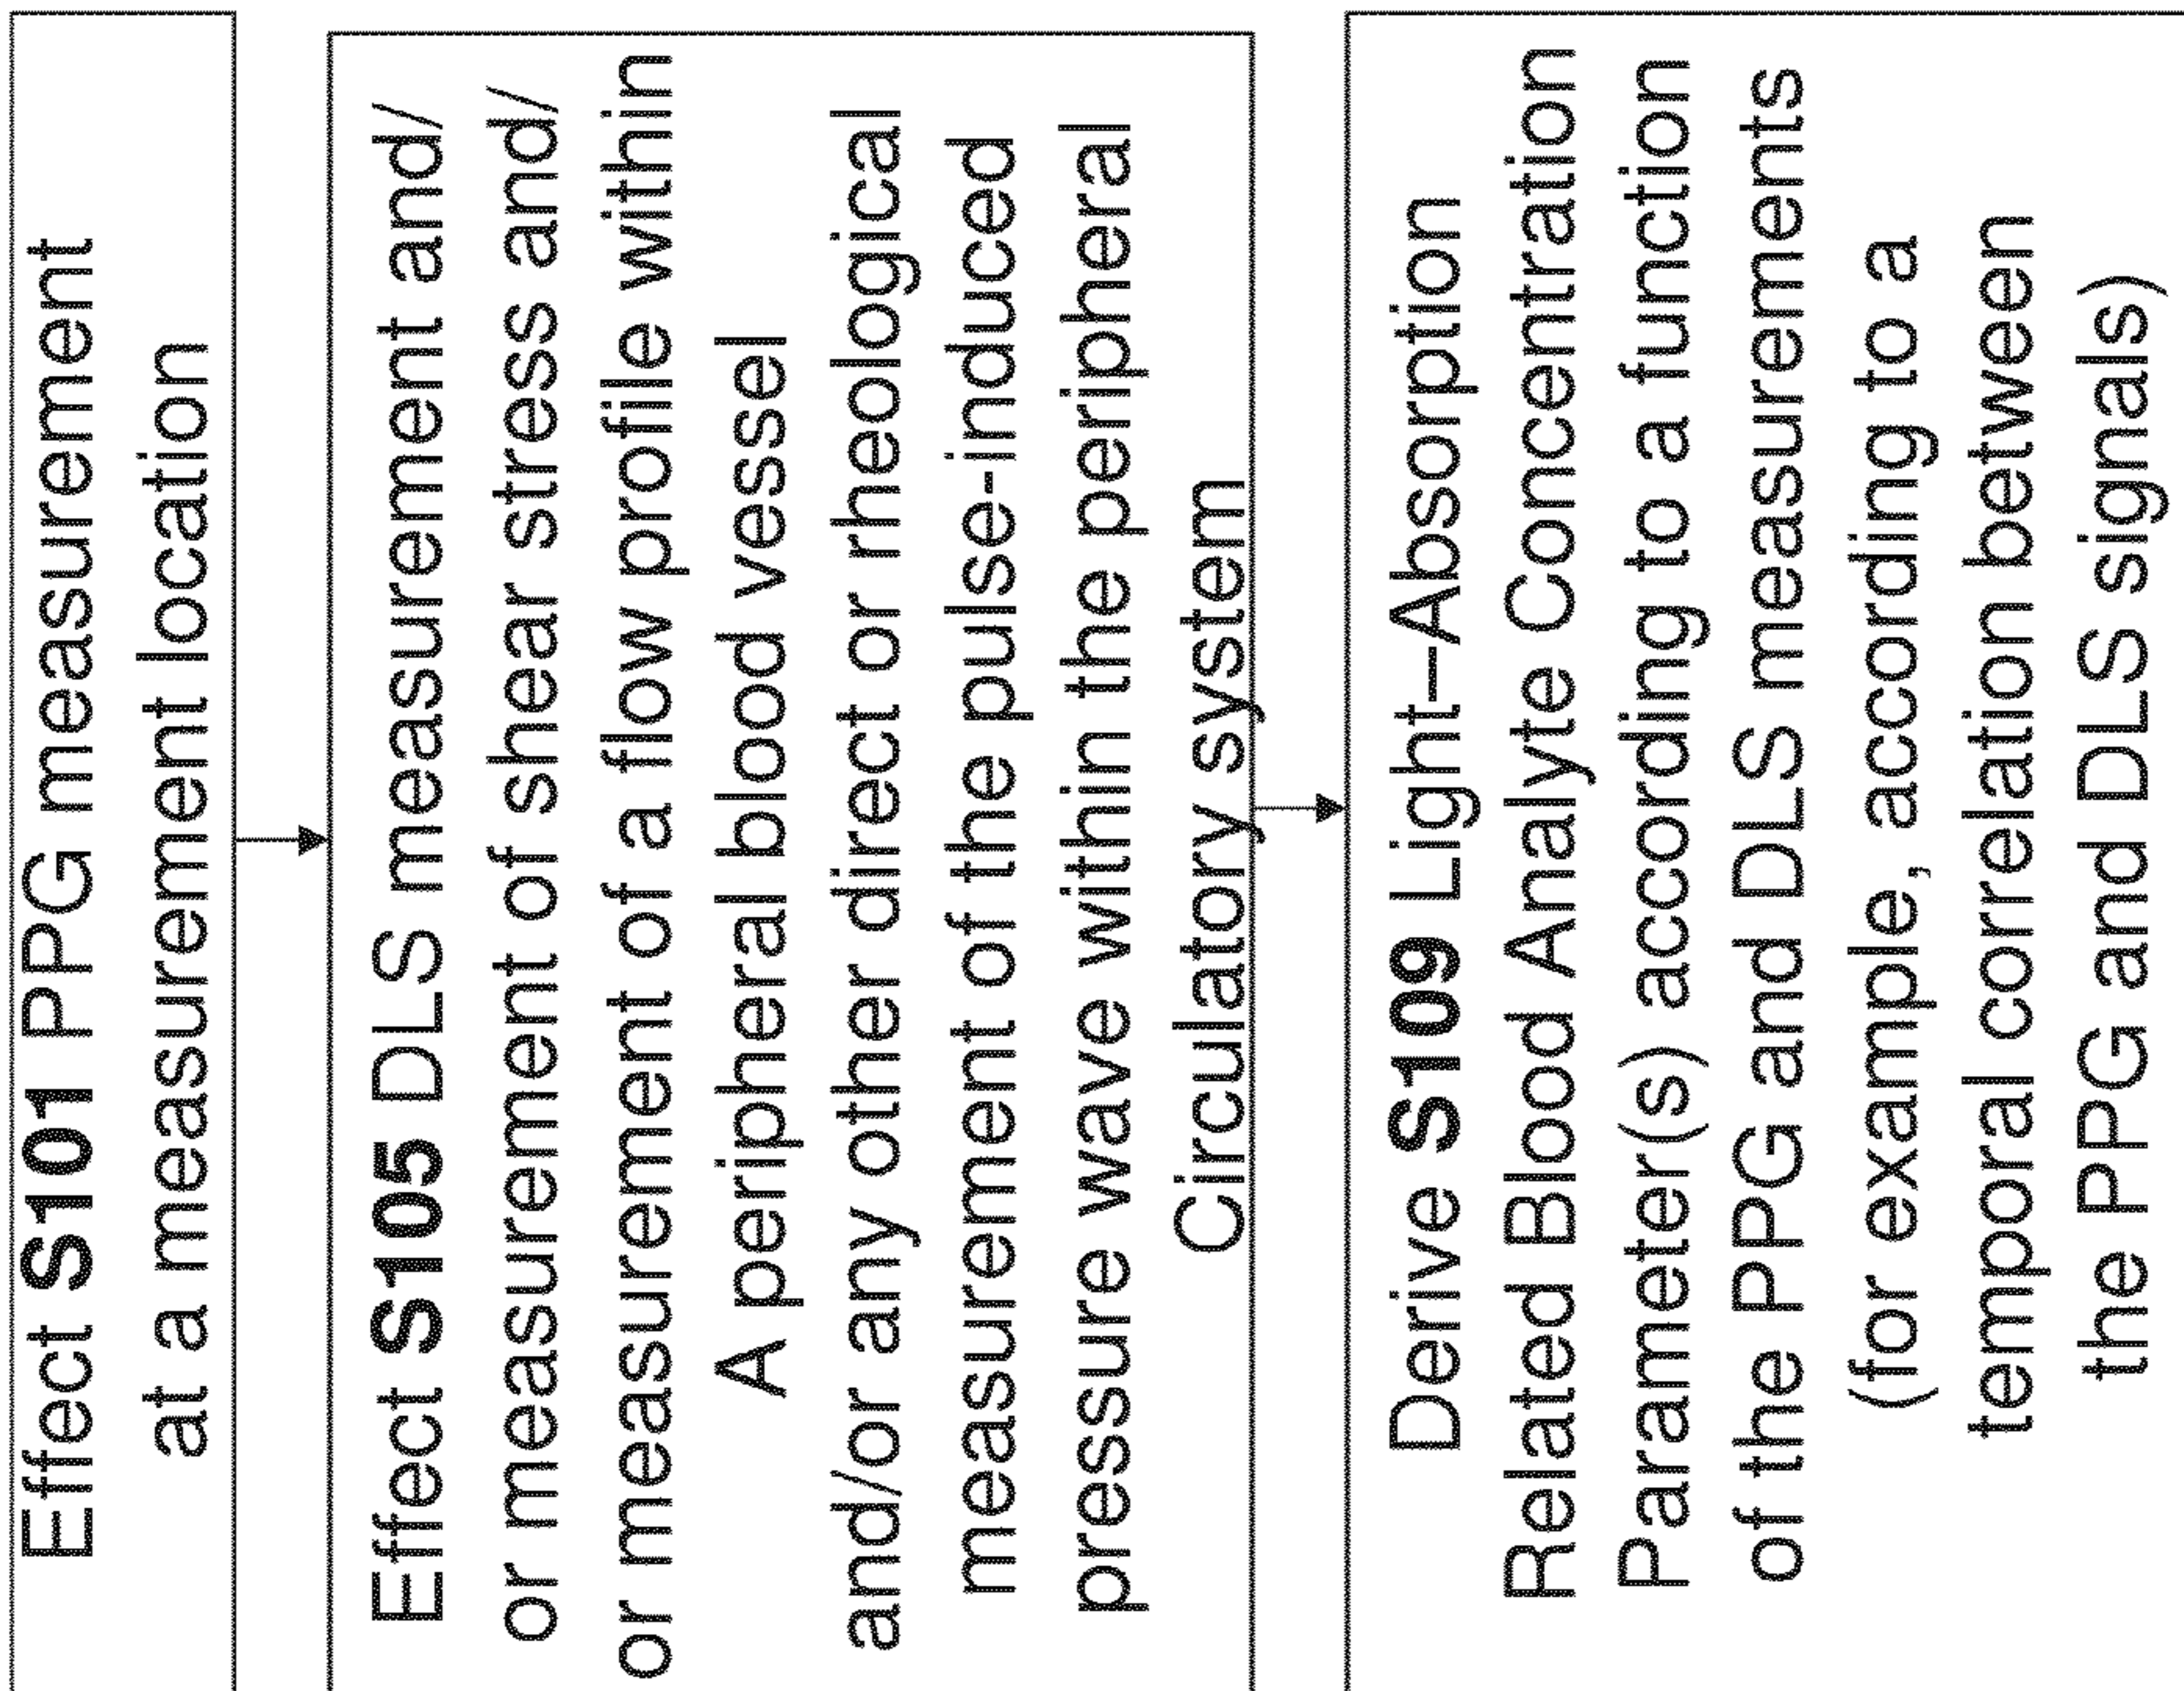 Effect S101 PPG measurement
at a measurement location
Effect S105 DLS measurement and/
or measurement of shear stress and/
or measurement of a flow profile within
A peripheral blood vessel
and/or any other direct or rheological
measurement of the pulse-induced
pressure wave within the peripheral
Circulatory system
Derive S109 Light–Absorption
Related Blood Analyte Concentration
Parameter(s) according to a function
of the PPG and DLS measurements
(for example, according to a
temporal correlation between
the PPG and DLS signals)